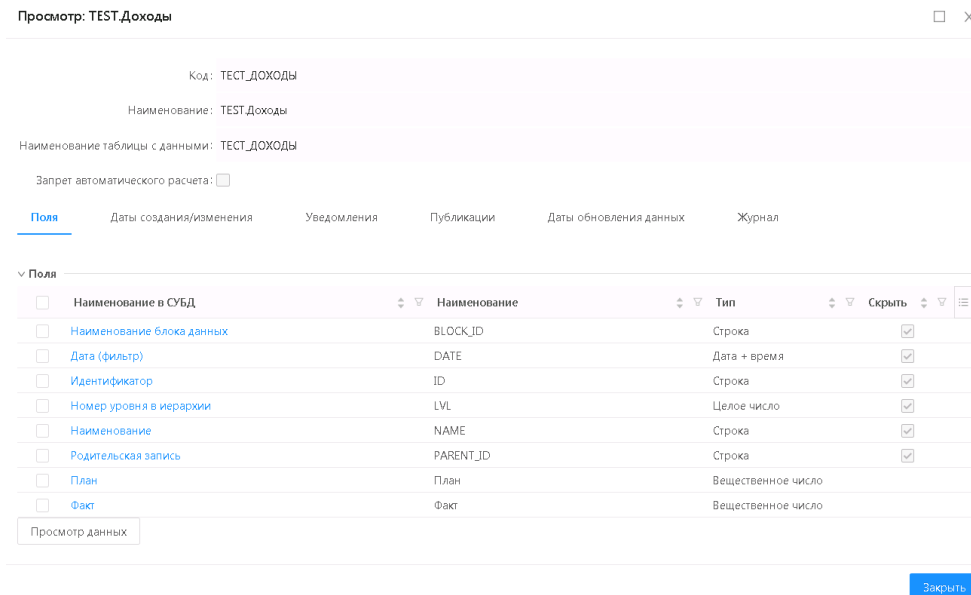 Просмотр: TEST.Доходы
Код: ТЕСТ_ДОХОДЫ
Наименование: TEST.Доходы
Наименование таблицы с данными: ТЕСТ_ДОХОДЫ
Запрет автоматического расчета:
Поля Даты создания/изменения Уведомления Публикации Даты обновления данных Журнал
Поля
Наименование в СУБД Наименование Тип Скрыть
Наименование блока данных BLOCK_ID Строка
Дата (фильтр) DATE Дата + время
Идентификатор ID Строка
Номер уровня в иерархии LVL Целое число
Наименование NAME Строка
Родительская запись PARENT_ID Строка
План План Вещественное число
Факт Факт Вещественное число
Просмотр данных
Закрыть